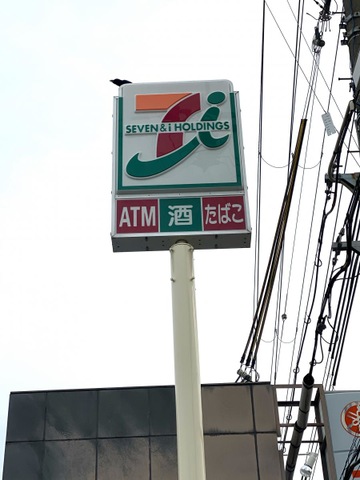 SEVEN & i HOLDINGS
ATM 酒 たばこ